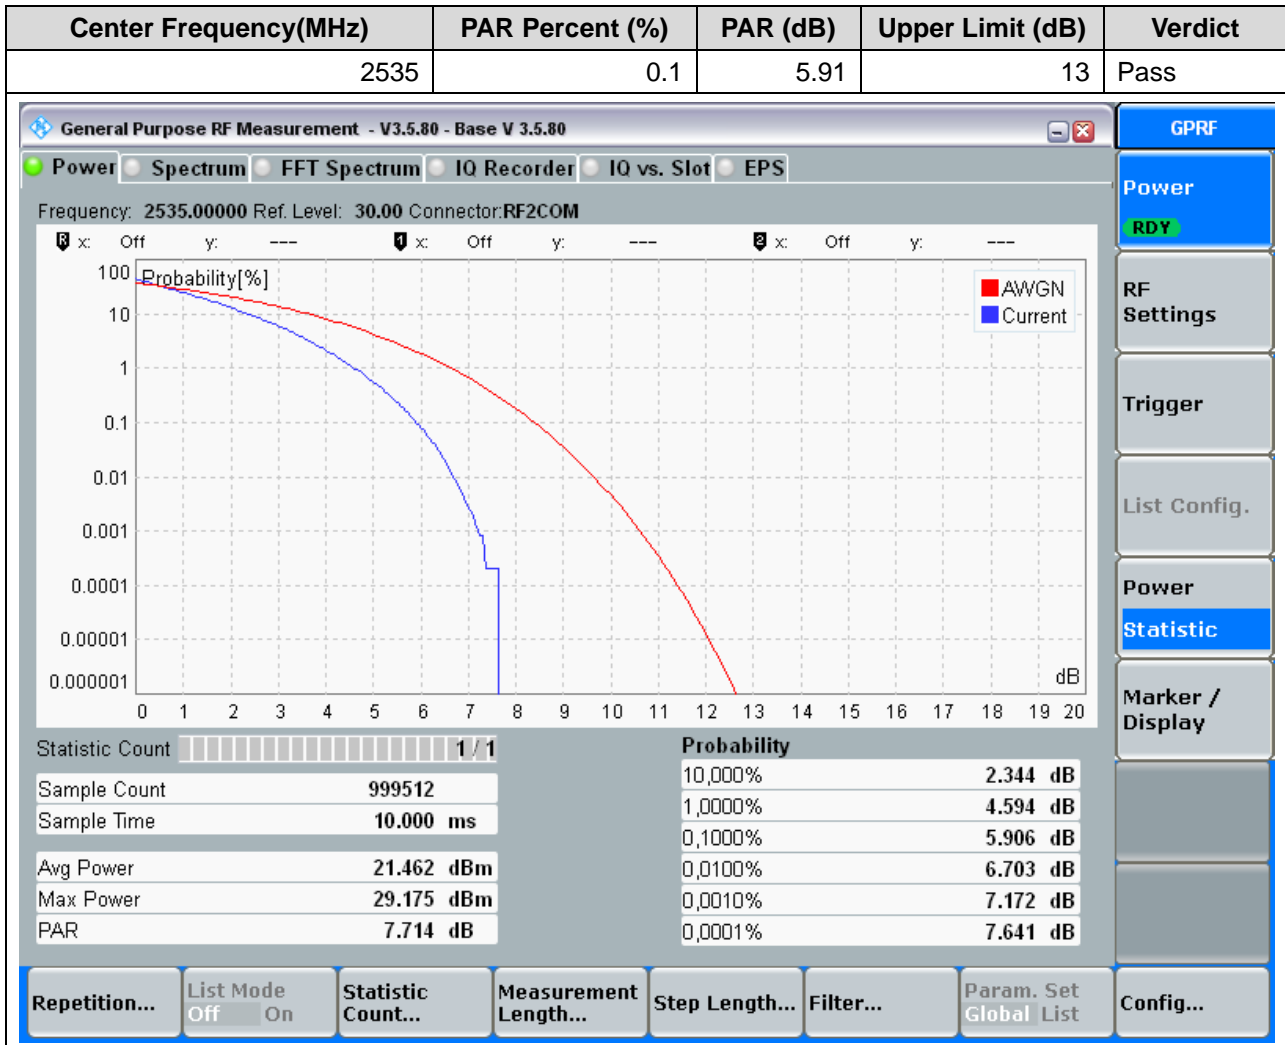 Center Frequency(MHz) PAR Percent (%) PAR (dB) Upper Limit (dB) Verdict
2535 0.1 5.91 13 Pass
General Purpose RF Measurement - V3.5.80 - Base V 3.5.80
GPRF
Power Spectrum FFT Spectrum IQ Recorder IQ vs. Slot EPS
Frequency: 2535.00000 Ref. Level: 30.00 Connector:RF2COM
R x: Off y: --- 1 x: Off y: --- 2 x: Off y: ---
Probability[%]
AWGN
Current
100
10
1
0.1
0.01
0.001
0.0001
0.00001
0.000001
dB
0 1 2 3 4 5 6 7 8 9 10 11 12 13 14 15 16 17 18 19 20
Statistic Count 1 / 1
Sample Count 999512
Sample Time 10.000 ms
Avg Power 21.462 dBm
Max Power 29.175 dBm
PAR 7.714 dB
Probability
10,000% 2.344 dB
1,0000% 4.594 dB
0,1000% 5.906 dB
0,0100% 6.703 dB
0,0010% 7.172 dB
0,0001% 7.641 dB
Power
RDY
RF
Settings
Trigger
List Config.
Power
Statistic
Marker /
Display
Repetition...
List Mode
Off On
Statistic
Count...
Measurement
Length...
Step Length...
Filter...
Param. Set
Global List
Config...